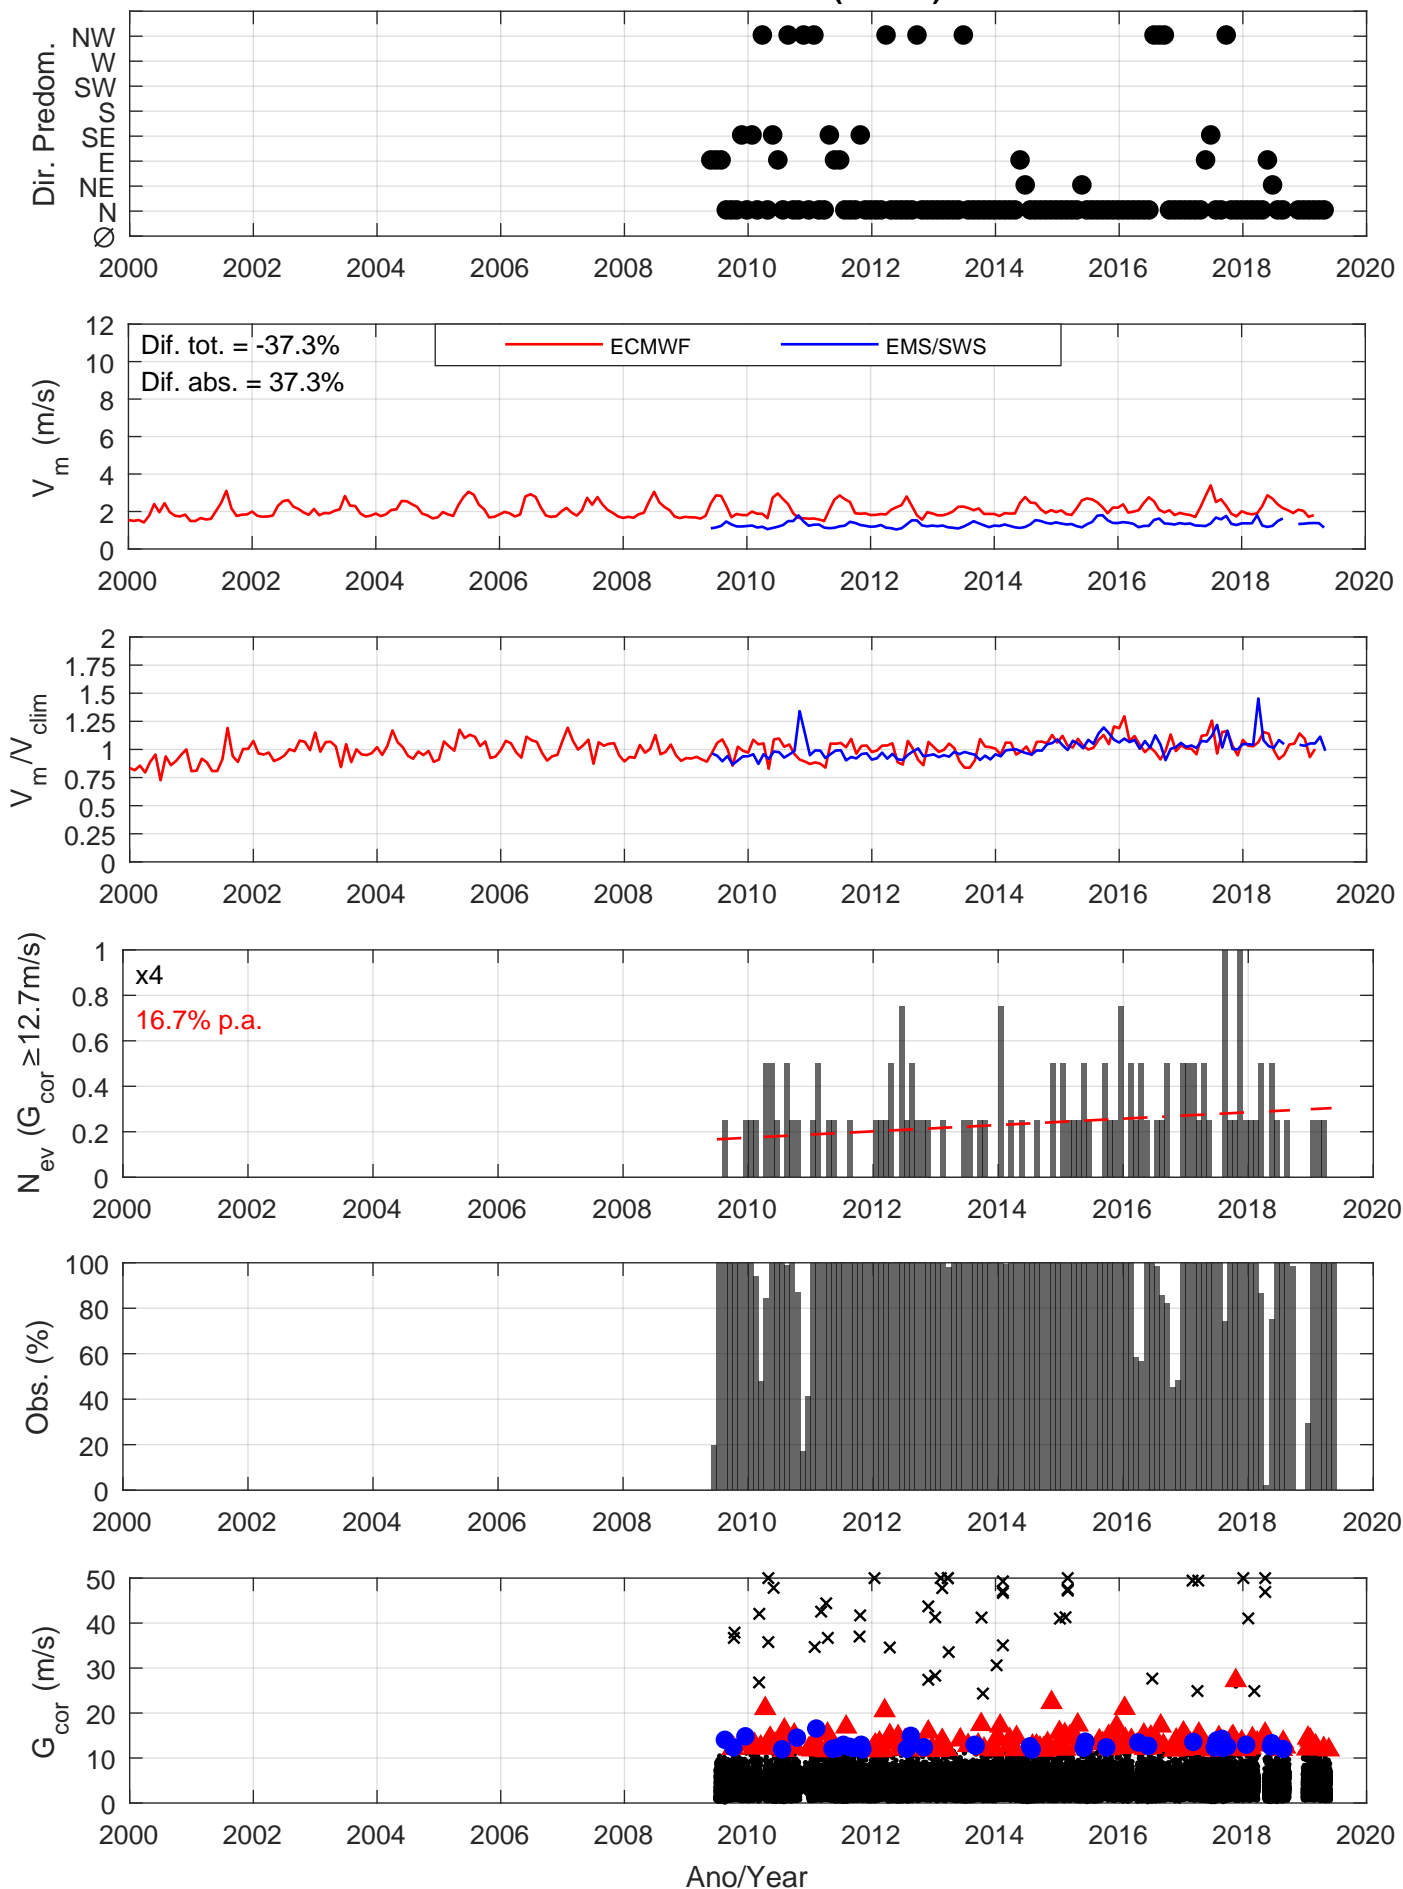 Dir. Predom.
NW
W
SW
S
SE
E
NE
N
∅
2000 2002 2004 2006 2008 2010 2012 2014 2016 2018 2020
V_m (m/s)
12
10
8
6
4
2
0
Dif. tot. = -37.3%
Dif. abs. = 37.3%
ECMWF
EMS/SWS
2000 2002 2004 2006 2008 2010 2012 2014 2016 2018 2020
V_m/V_clim
2
1.75
1.5
1.25
1
0.75
0.5
0.25
0
2000 2002 2004 2006 2008 2010 2012 2014 2016 2018 2020
N_ev (G_cor ≥12.7m/s)
1
0.8
0.6
0.4
0.2
0
x4
16.7% p.a.
2000 2002 2004 2006 2008 2010 2012 2014 2016 2018 2020
Obs. (%)
100
80
60
40
20
0
2000 2002 2004 2006 2008 2010 2012 2014 2016 2018 2020
G_cor (m/s)
50
40
30
20
10
0
2000 2002 2004 2006 2008 2010 2012 2014 2016 2018 2020
Ano/Year